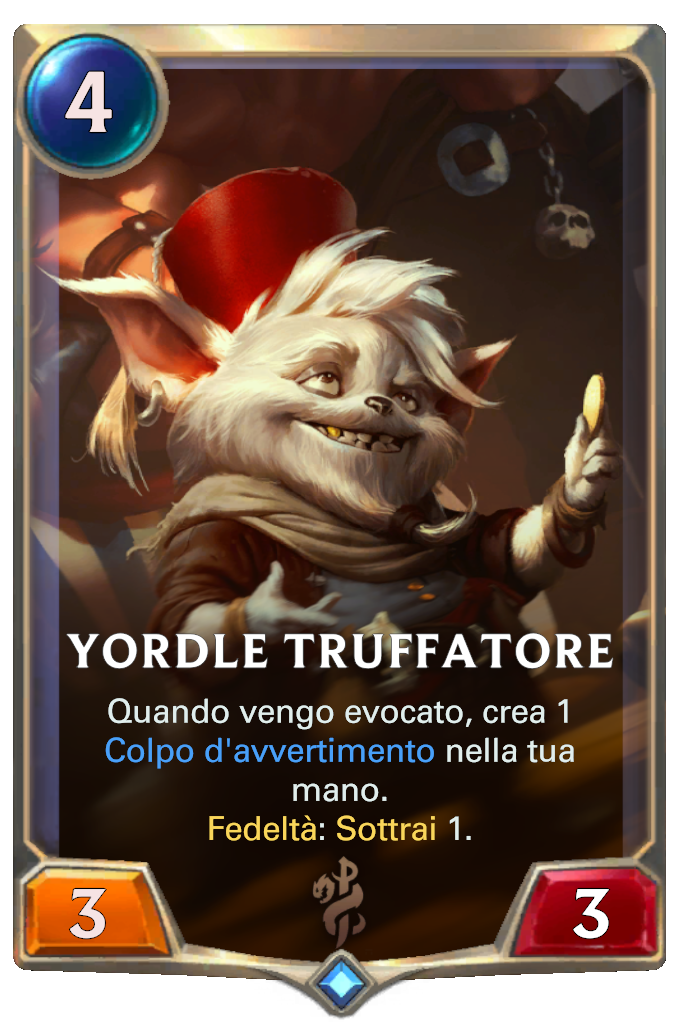 4
YORDLE TRUFFATORE
Quando vengo evocato, crea 1
Colpo d'avvertimento nella tua
mano.
Fedeltà: Sottrai 1.
3
3